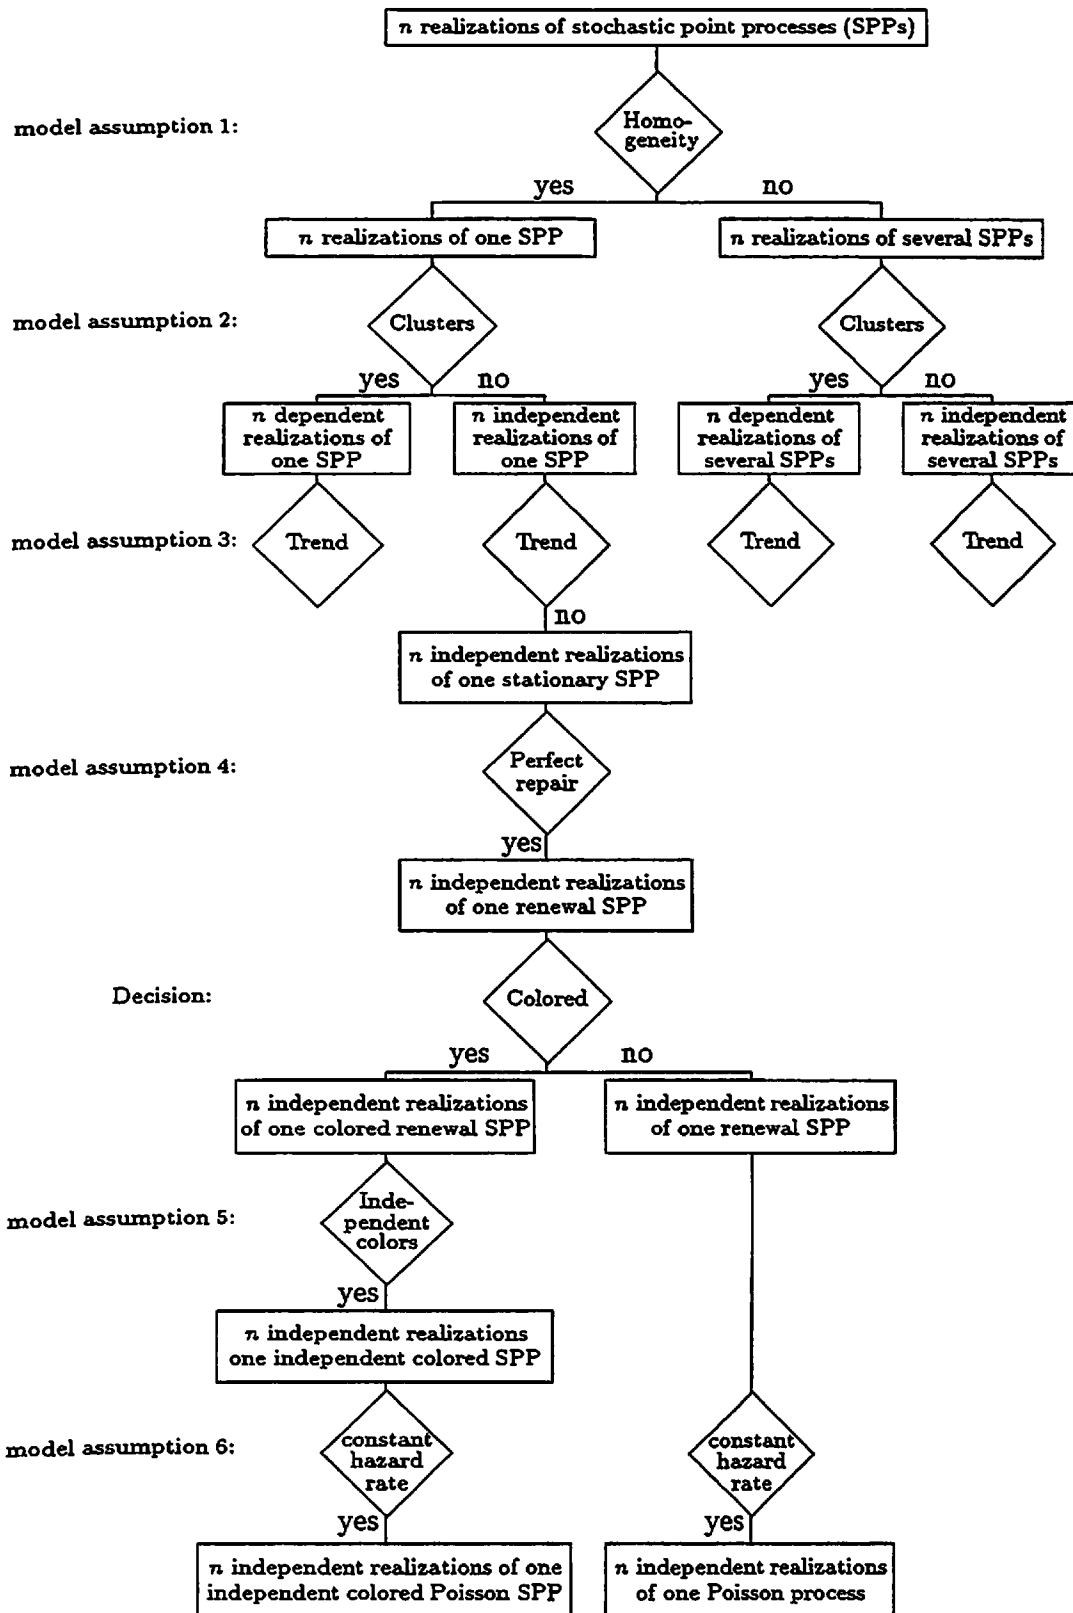 n realizations of stochastic point processes (SPPs)
model assumption 1:
Homo-
geneity
yes
no
n realizations of one SPP
n realizations of several SPPs
model assumption 2:
Clusters
Clusters
yes
no
yes
no
n dependent
realizations of
one SPP
n independent
realizations of
one SPP
n dependent
realizations of
several SPPs
n independent
realizations of
several SPPs
model assumption 3:
Trend
Trend
Trend
Trend
no
n independent realizations
of one stationary SPP
model assumption 4:
Perfect
repair
yes
n independent realizations
of one renewal SPP
Decision:
Colored
yes
no
n independent realizations
of one colored renewal SPP
n independent realizations
of one renewal SPP
model assumption 5:
Inde-
pendent
colors
yes
n independent realizations
one independent colored SPP
model assumption 6:
constant
hazard
rate
constant
hazard
rate
yes
yes
n independent realizations of one
independent colored Poisson SPP
n independent realizations
of one Poisson process